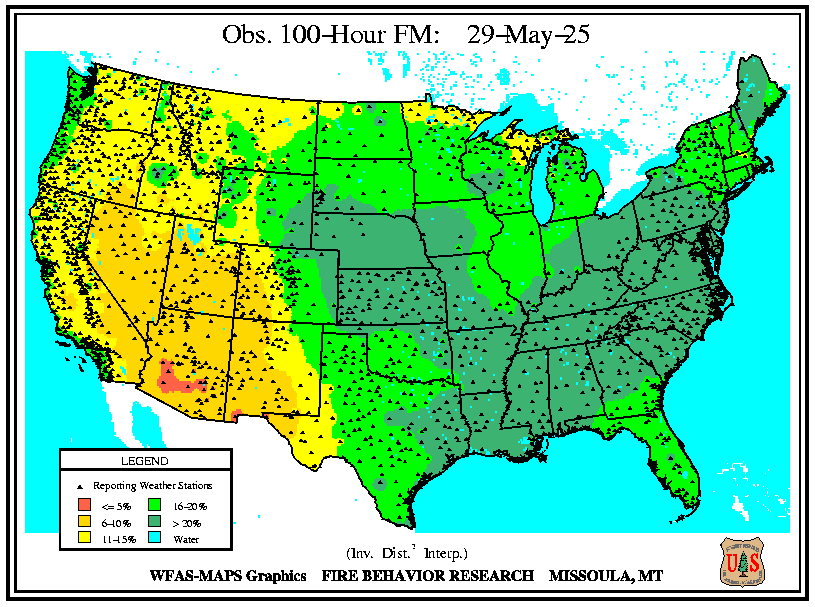 Obs. 100-Hour FM: 29-May-25
LEGEND
Reporting Weather Stations
<= 5% 16-20%
6-10% > 20%
11-15% Water
(Inv. Dist.² Interp.)
WFAS-MAPS Graphics FIRE BEHAVIOR RESEARCH MISSOULA, MT
U S